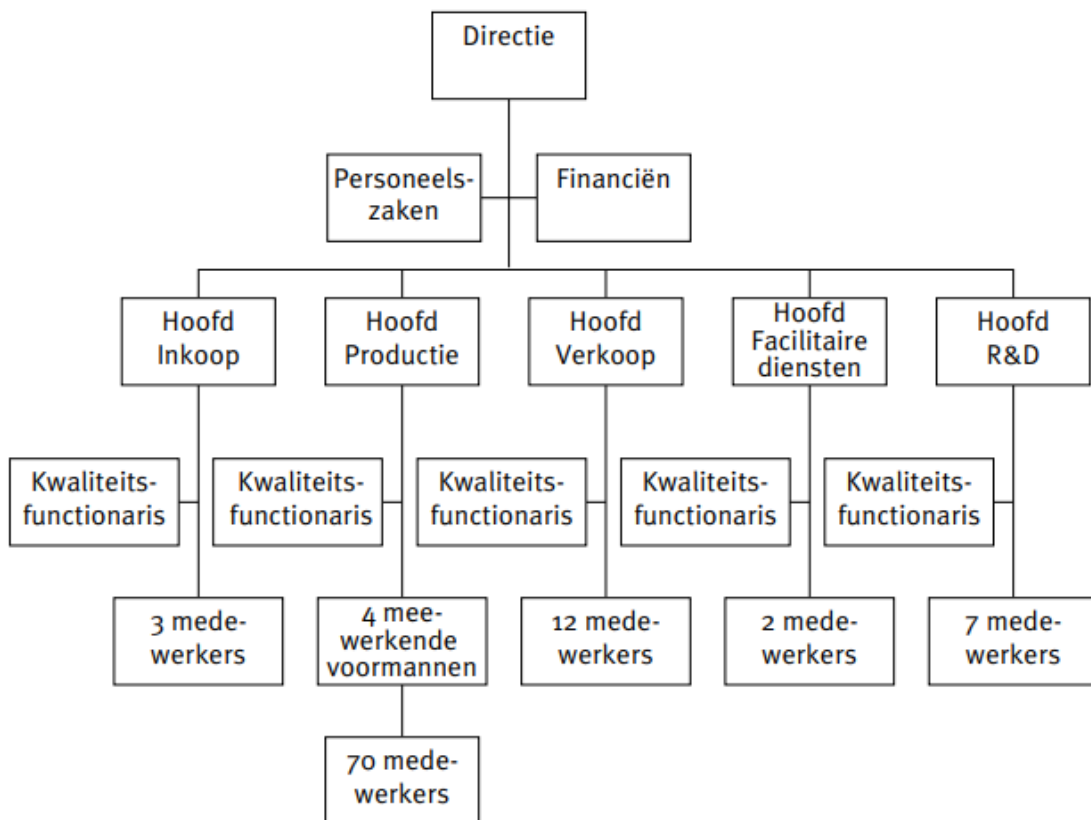 Directie
Personeels-
zaken
Financiën
Hoofd
Inkoop
Hoofd
Productie
Hoofd
Verkoop
Hoofd
Facilitaire
diensten
Hoofd
R&D
Kwaliteits-
functionaris
Kwaliteits-
functionaris
Kwaliteits-
functionaris
Kwaliteits-
functionaris
Kwaliteits-
functionaris
3 mede-
werkers
4 mee-
werkende
voormannen
12 mede-
werkers
2 mede-
werkers
7 mede-
werkers
70 mede-
werkers